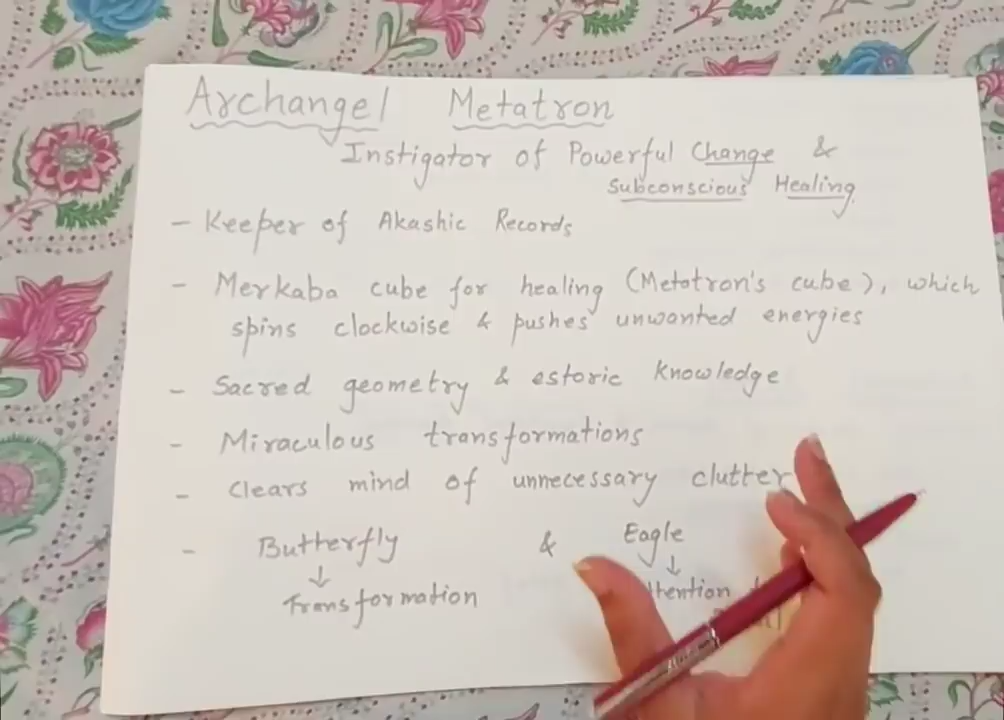 Archangel Metatron
Instigator of Powerful Change &
Subconscious Healing.
- Keeper of Akashic Records
- Merkaba cube for healing (Metotron's cube), which
spins clockwise & pushes unwanted energies
- Sacred geometry & estoric knowledge
- Miraculous transformations
- Clears mind of unnecessary clutter
- Butterfly & Eagle
↓ ↓
Transformation